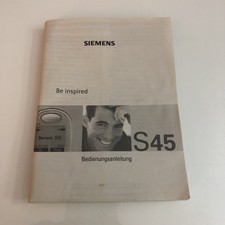 SIEMENS
Be inspired
S45
Bedienungsanleitung